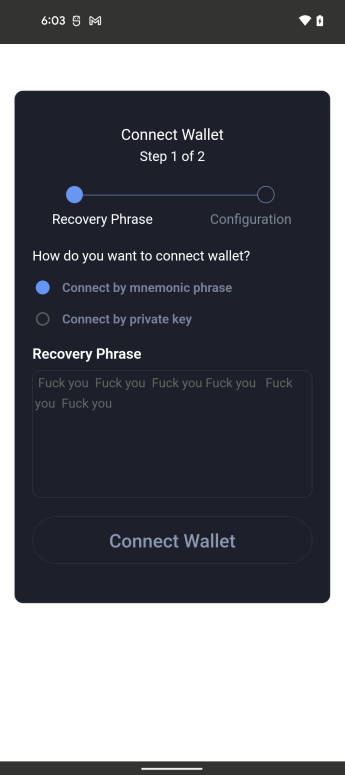 6:03
Connect Wallet
Step 1 of 2
Recovery Phrase Configuration
How do you want to connect wallet?
Connect by mnemonic phrase
Connect by private key
Recovery Phrase
Fuck you Fuck you Fuck you Fuck you Fuck
you Fuck you
Connect Wallet